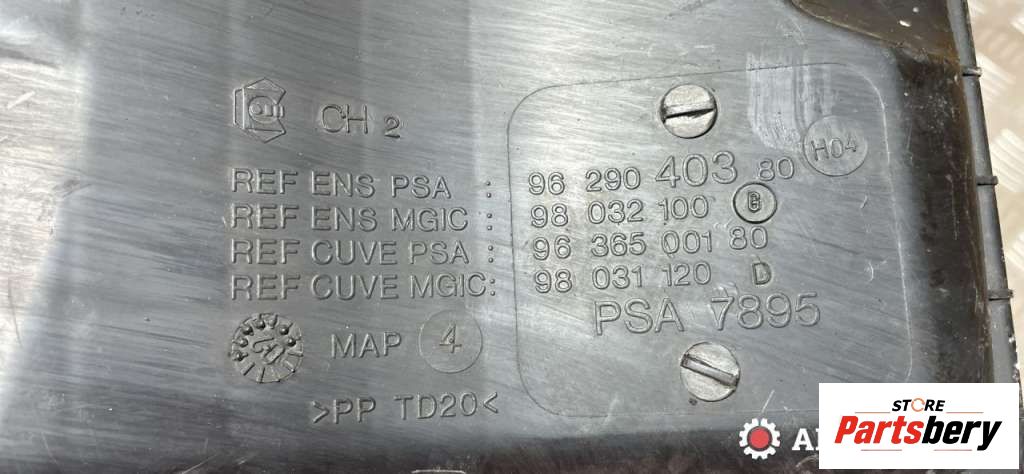 CH 2
REF ENS PSA : 96 290 403 80 H04
REF ENS MGIC : 98 032 100 G
REF CUVE PSA : 96 365 001 80
REF CUVE MGIC : 98 031 120 D
PSA 7895
MAP 4
>PP TD20<
STORE
Partsbery